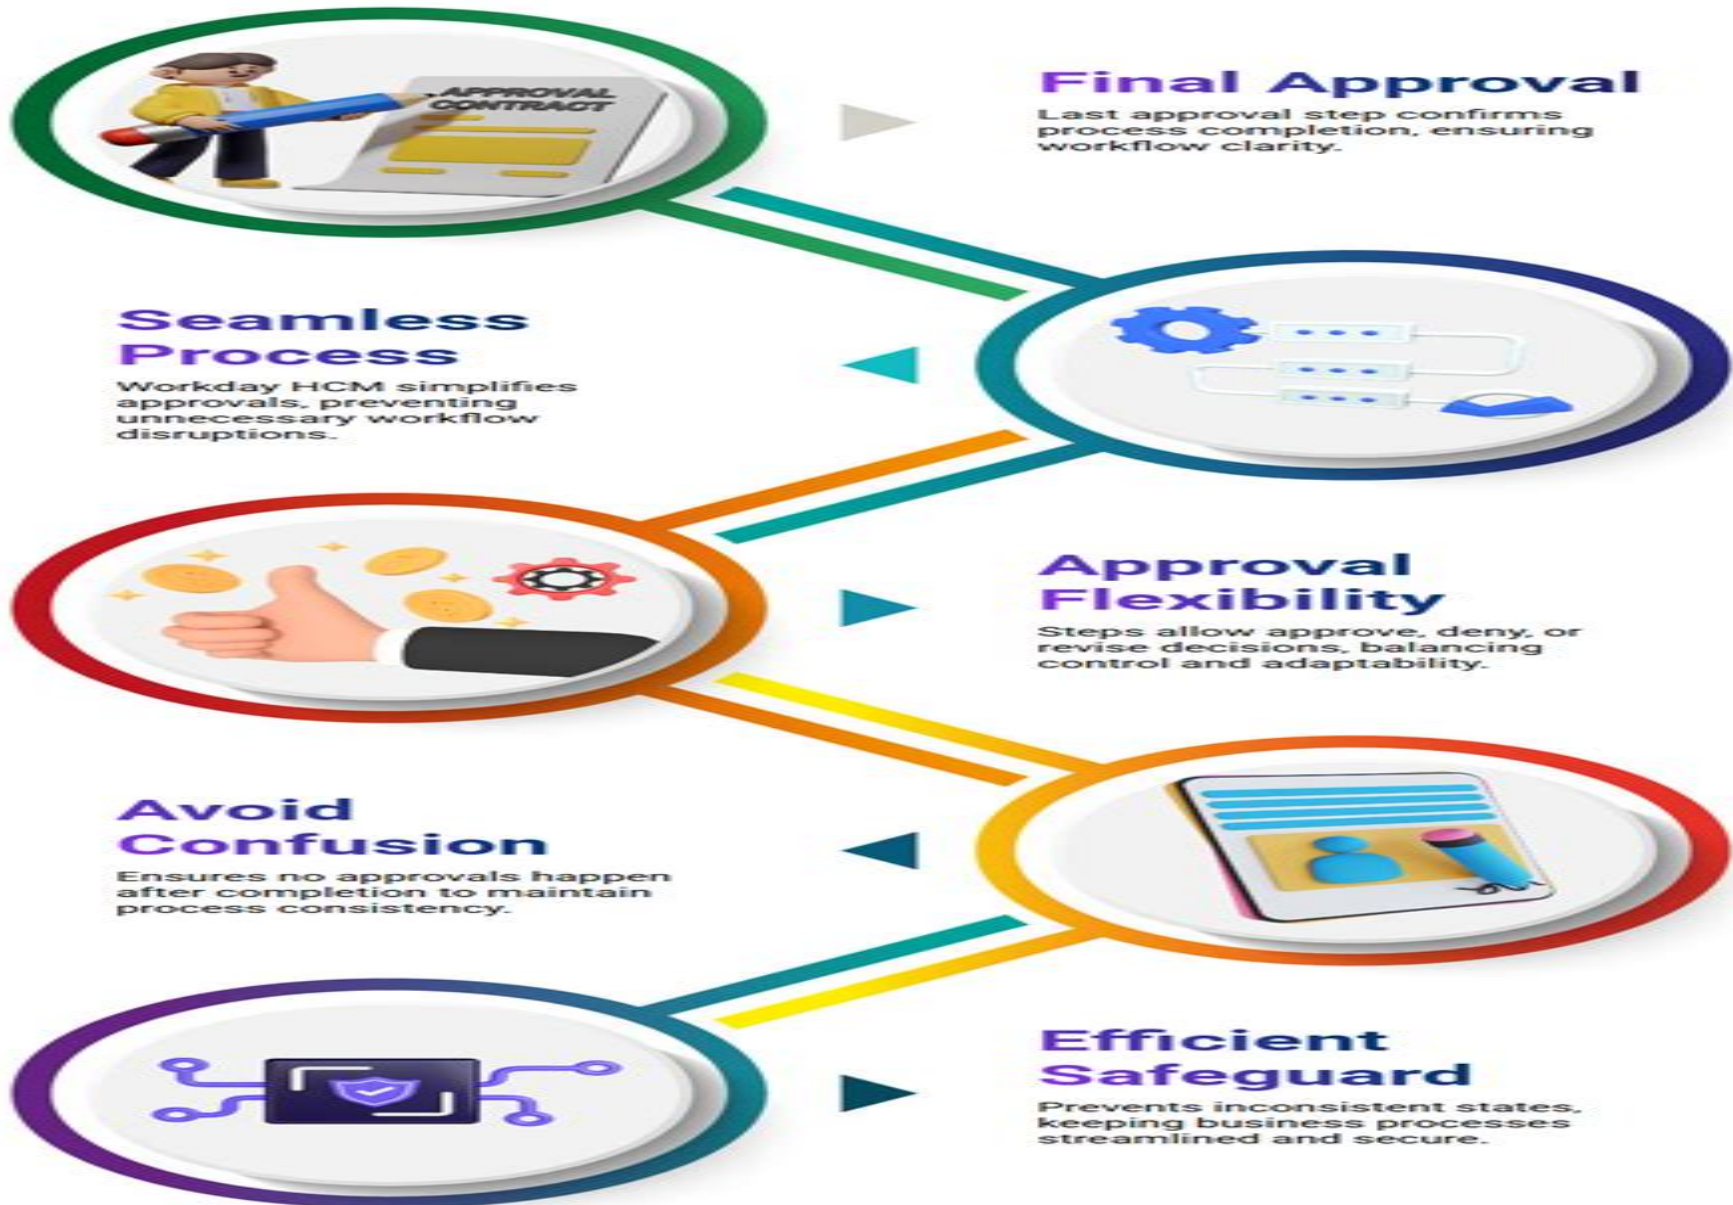 APPROVAL
CONTRACT
Final Approval
Last approval step confirms
process completion, ensuring
workflow clarity.
Seamless
Process
Workday HCM simplifies
approvals, preventing
unnecessary workflow
disruptions.
Approval
Flexibility
Steps allow approve, deny, or
revise decisions, balancing
control and adaptability.
Avoid
Confusion
Ensures no approvals happen
after completion to maintain
process consistency.
Efficient
Safeguard
Prevents inconsistent states,
keeping business processes
streamlined and secure.